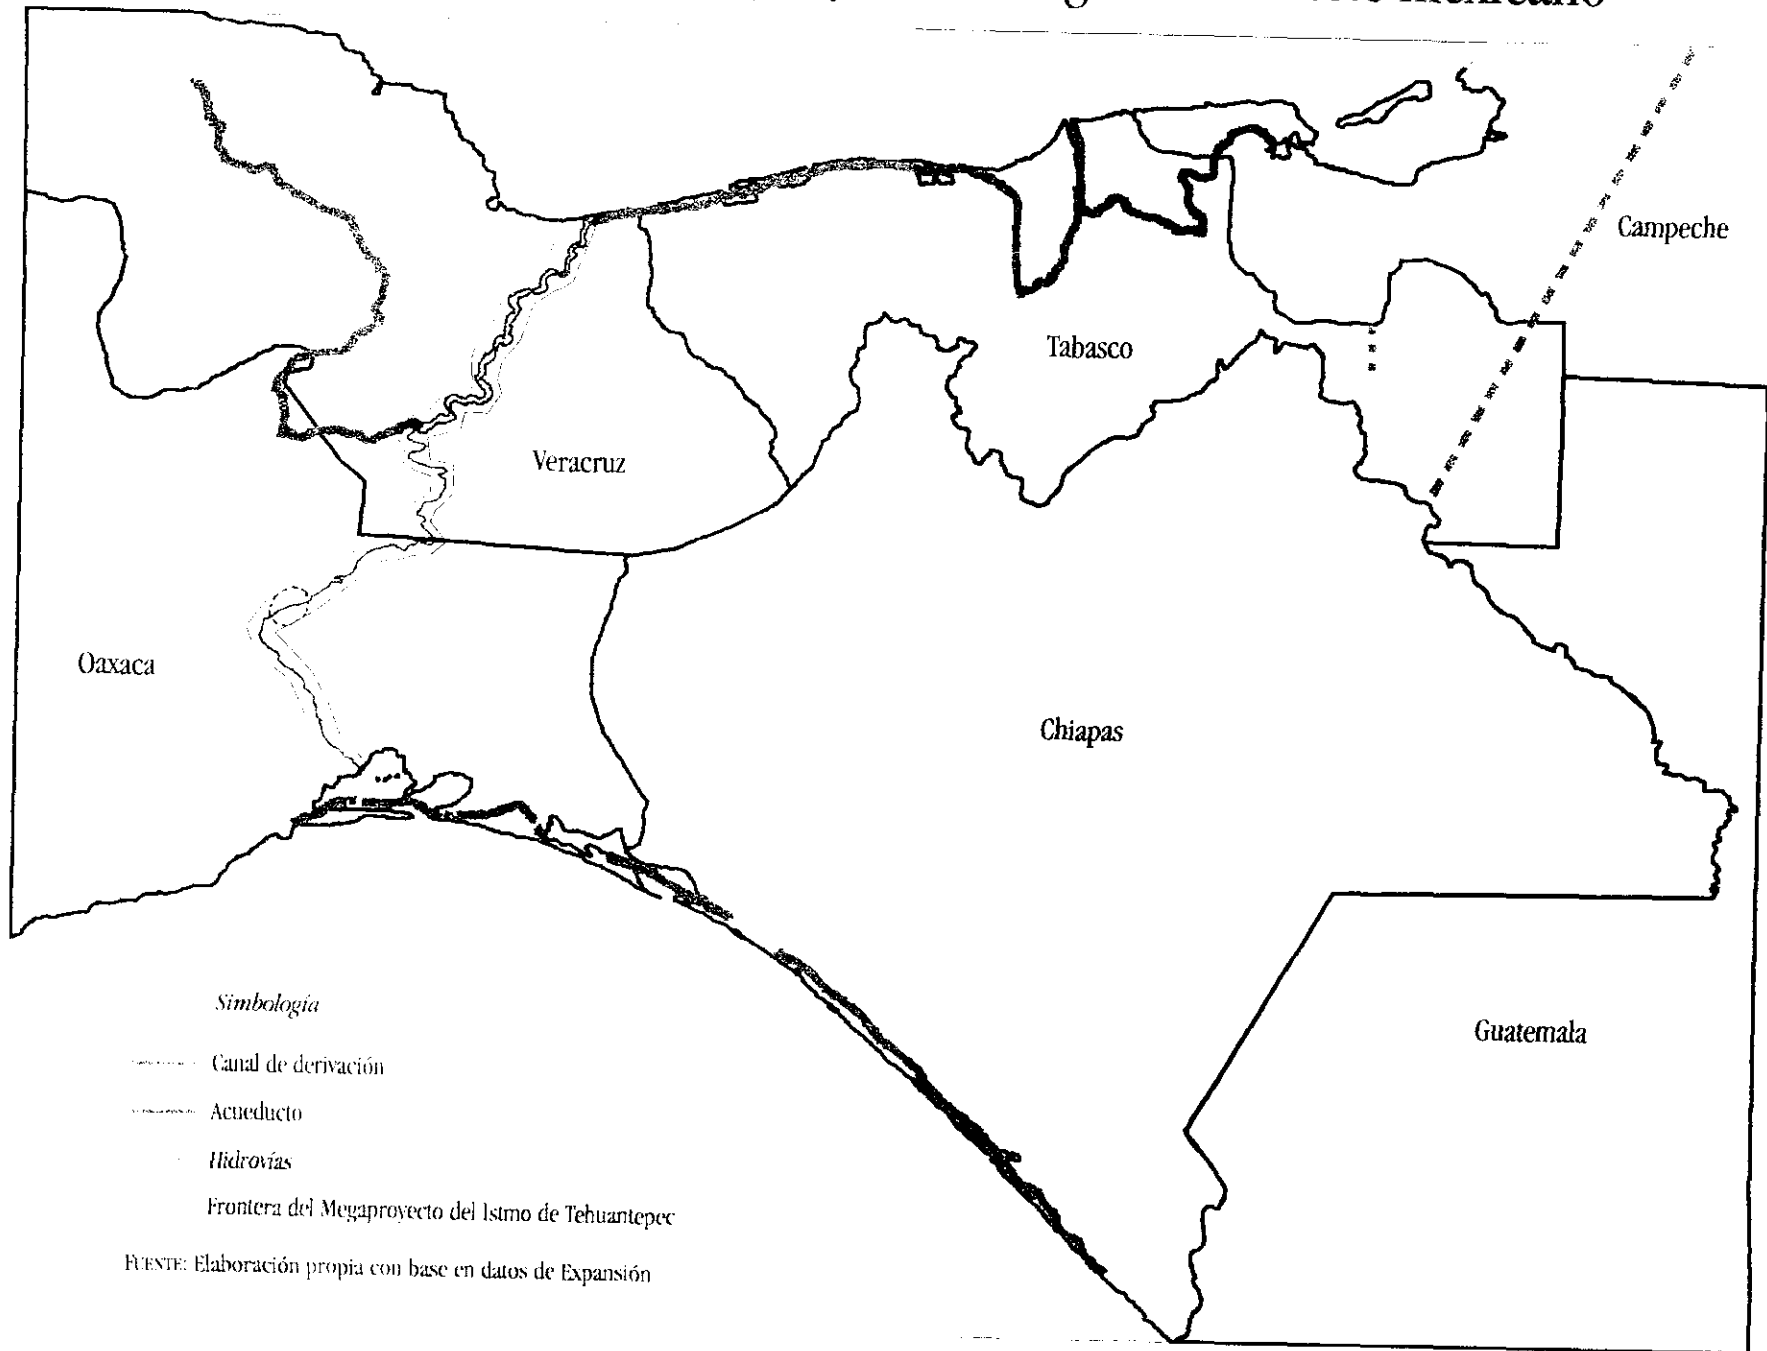 mexicano
Campeche
Tabasco
Veracruz
Oaxaca
Chiapas
Guatemala
Simbología
Canal de derivación
Acueducto
Hidrovías
Frontera del Megaproyecto del Istmo de Tehuantepec
FUENTE: Elaboración propia con base en datos de Expansión